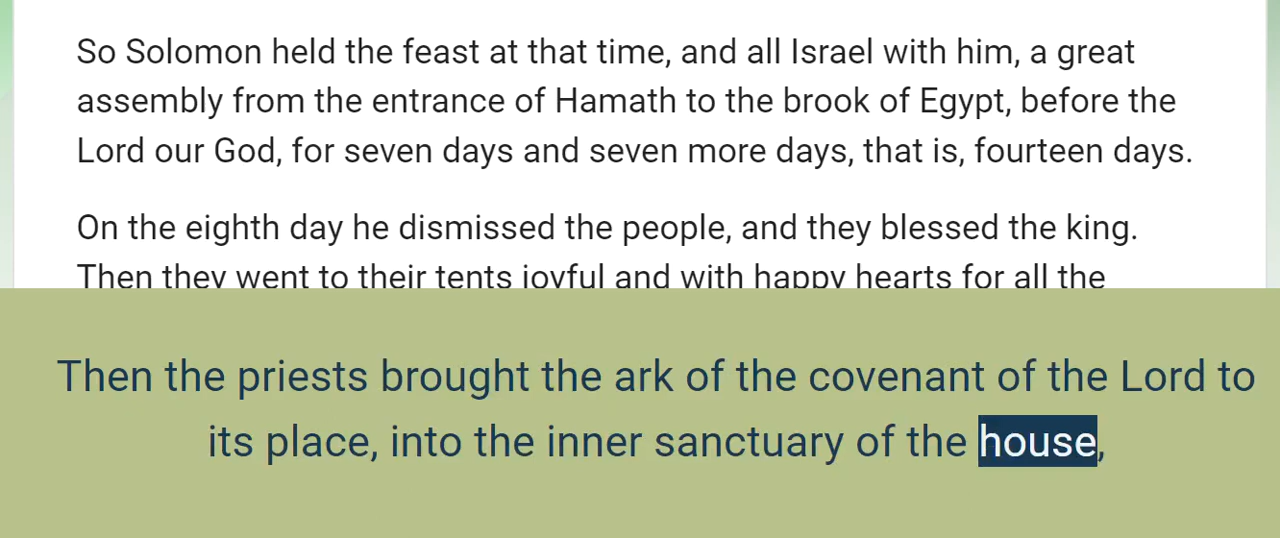 So Solomon held the feast at that time, and all Israel with him, a great
assembly from the entrance of Hamath to the brook of Egypt, before the
Lord our God, for seven days and seven more days, that is, fourteen days.
On the eighth day he dismissed the people, and they blessed the king.
Then they went to their tents joyful and with happy hearts for all the
Then the priests brought the ark of the covenant of the Lord to
its place, into the inner sanctuary of the house,